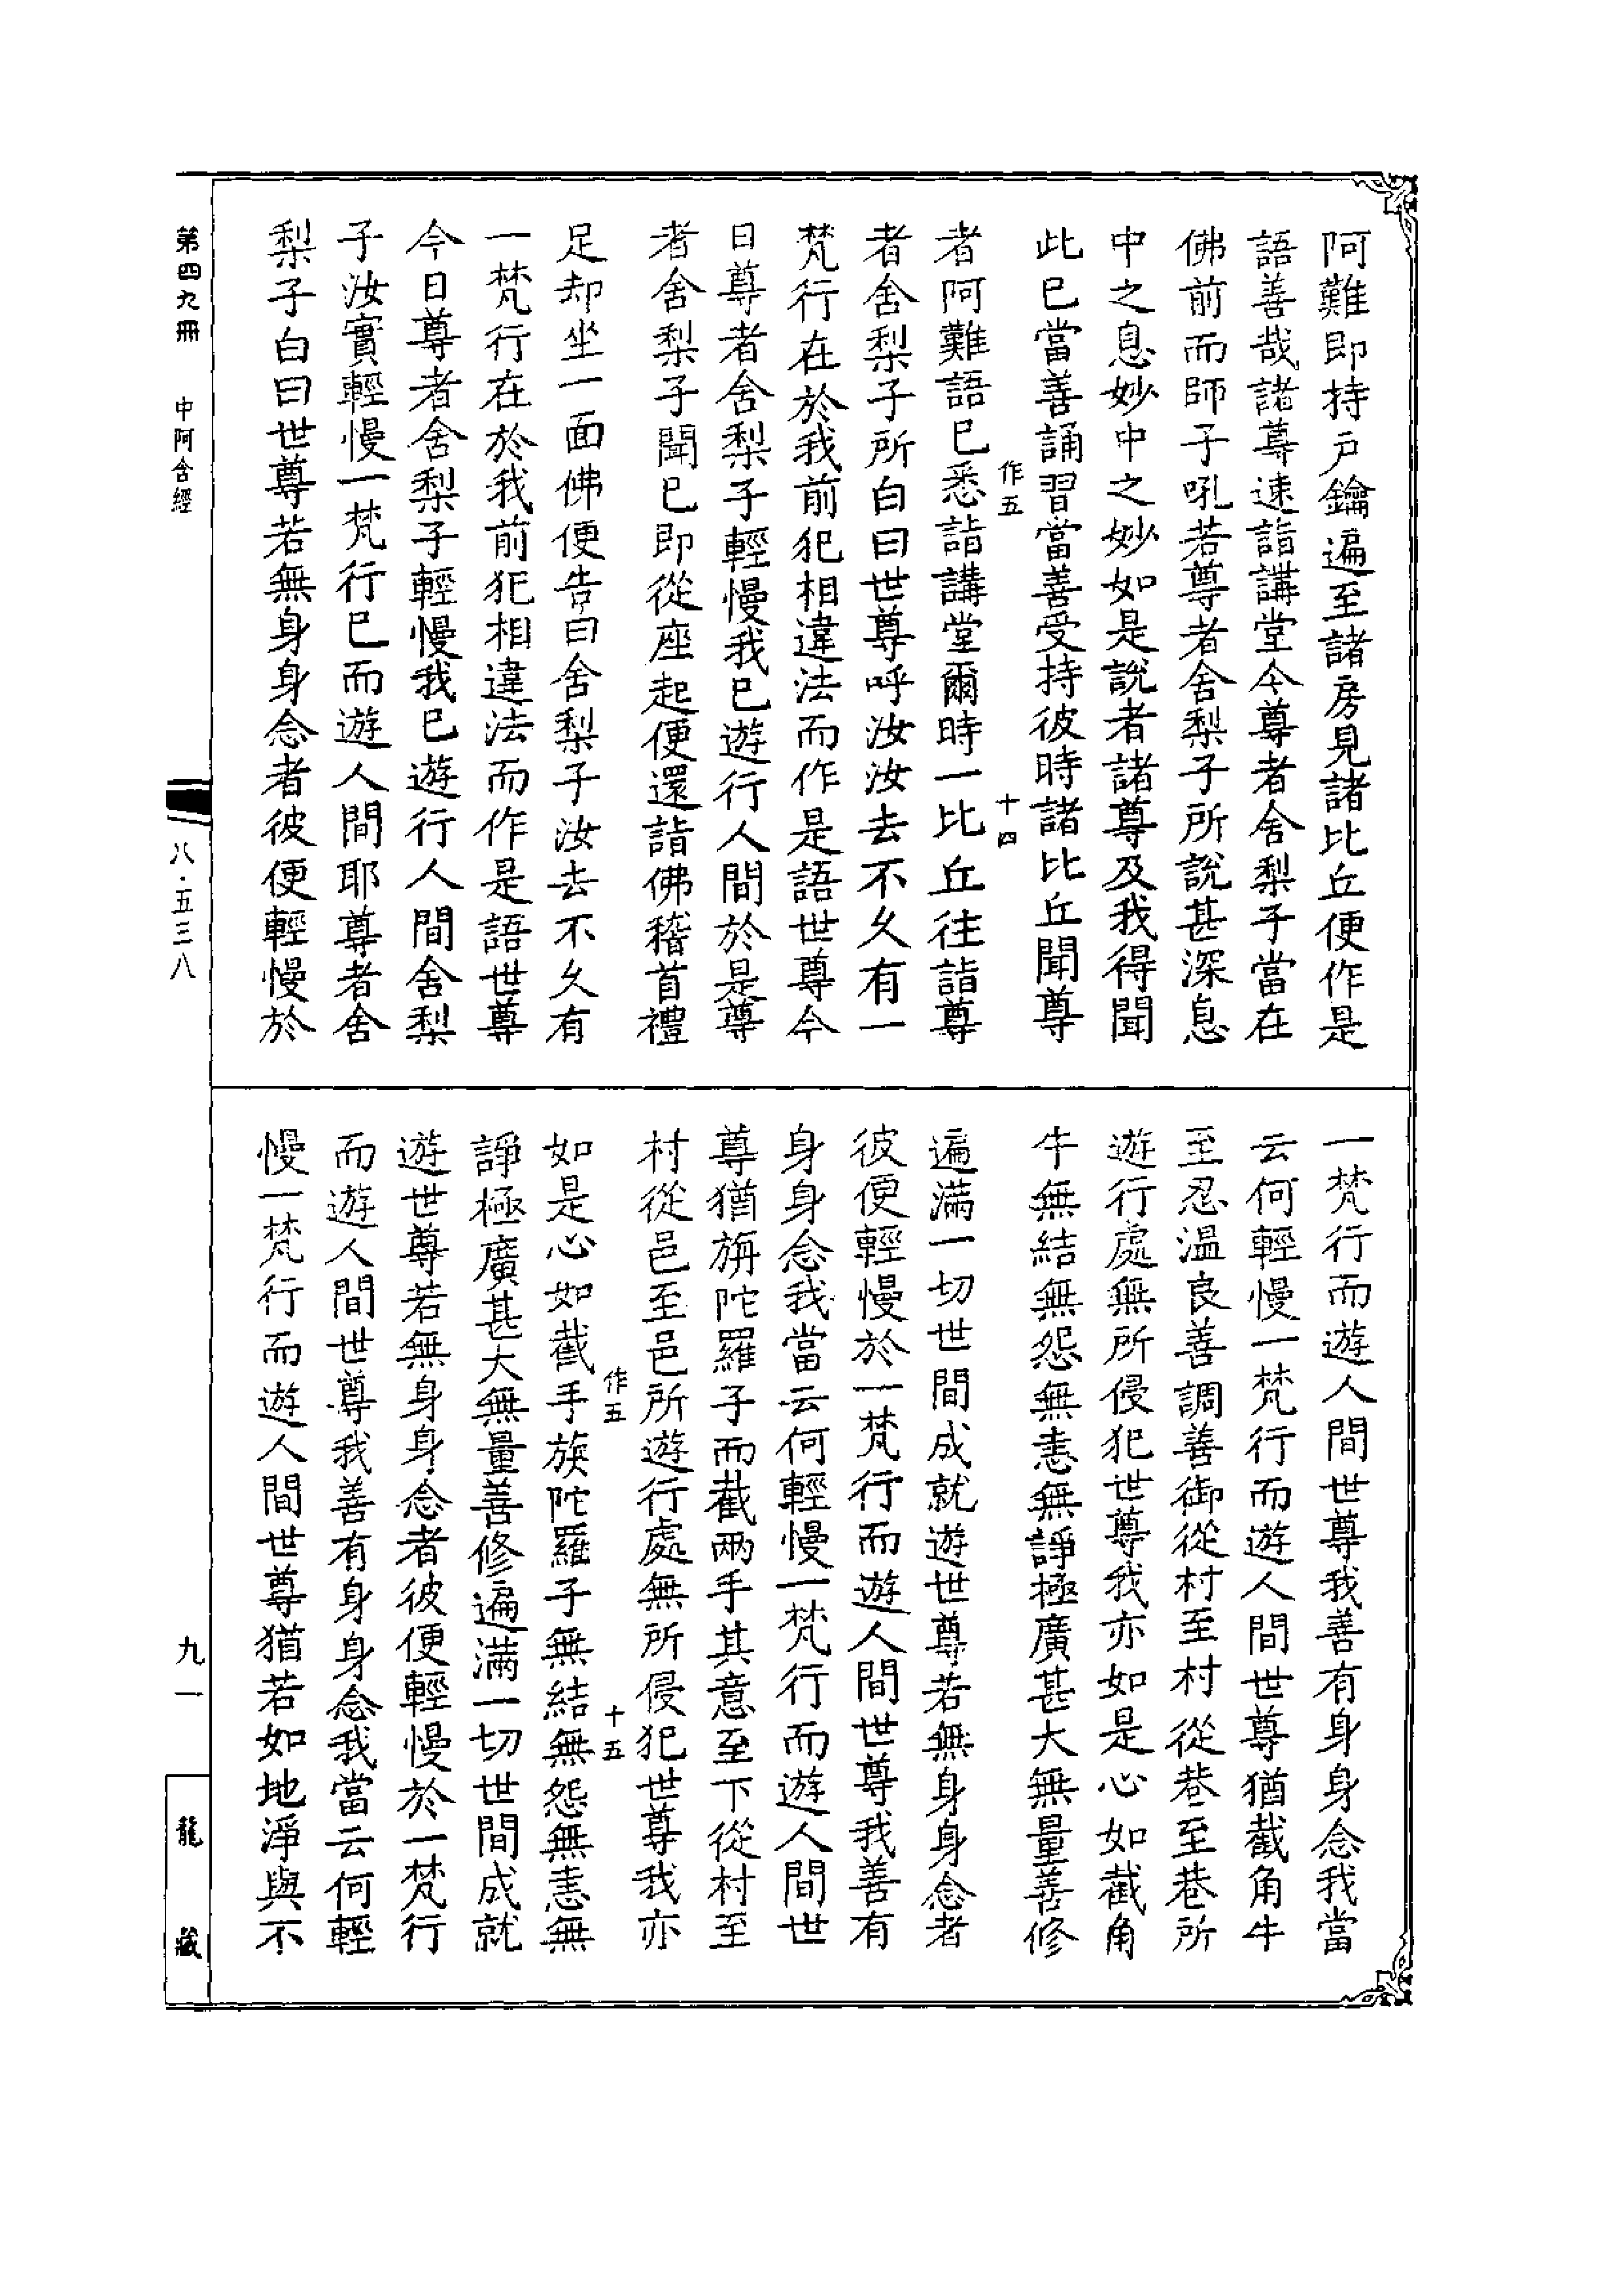 阿難即持戶鑰遍至諸房見諸比丘便作是
語善哉諸尊速詣講堂今尊者舍梨子當在
佛前而師子吼若尊者舍梨子所說甚深息
中之息妙中之妙如是說者諸尊及我得聞
此已當善誦習當善受持彼時諸比丘聞尊
作五 十四
者阿難語已悉詣講堂爾時一比丘往詣尊
者舍梨子所白曰世尊呼汝汝去不久有一
梵行在於我前犯相違法而作是語世尊今
日尊者舍梨子輕慢我已遊行人間於是尊
者舍梨子聞已即從座起便還詣佛稽首禮
足却坐一面佛便告曰舍梨子汝去不久有
一梵行在於我前犯相違法而作是語世尊
今日尊者舍梨子輕慢我已遊行人間舍梨
子汝實輕慢一梵行已而遊人間耶尊者舍
梨子白曰世尊若無身身念者彼便輕慢於
一梵行而遊人間世尊我善有身身念我當
云何輕慢一梵行而遊人間世尊猶截角牛
至忍溫良善調善御從村至村從巷至巷所
遊行處無所侵犯世尊我亦如是心如截角
牛無結無怨無恚無諍極廣甚大無量善修
遍滿一切世間成就遊世尊若無身身念者
彼便輕慢於一梵行而遊人間世尊我善有
身身念我當云何輕慢一梵行而遊人間世
尊猶旃陀羅子而截兩手其意至下從村至
村從邑至邑所遊行處無所侵犯世尊我亦
作五 十五
如是心如截手旃陀羅子無結無怨無恚無
諍極廣甚大無量善修遍滿一切世間成就
遊世尊若無身身念者彼便輕慢於一梵行
而遊人間世尊我善有身身念我當云何輕
慢一梵行而遊人間世尊猶若如地淨與不
第四九冊 中阿含經
八·五三八
九一
龍藏